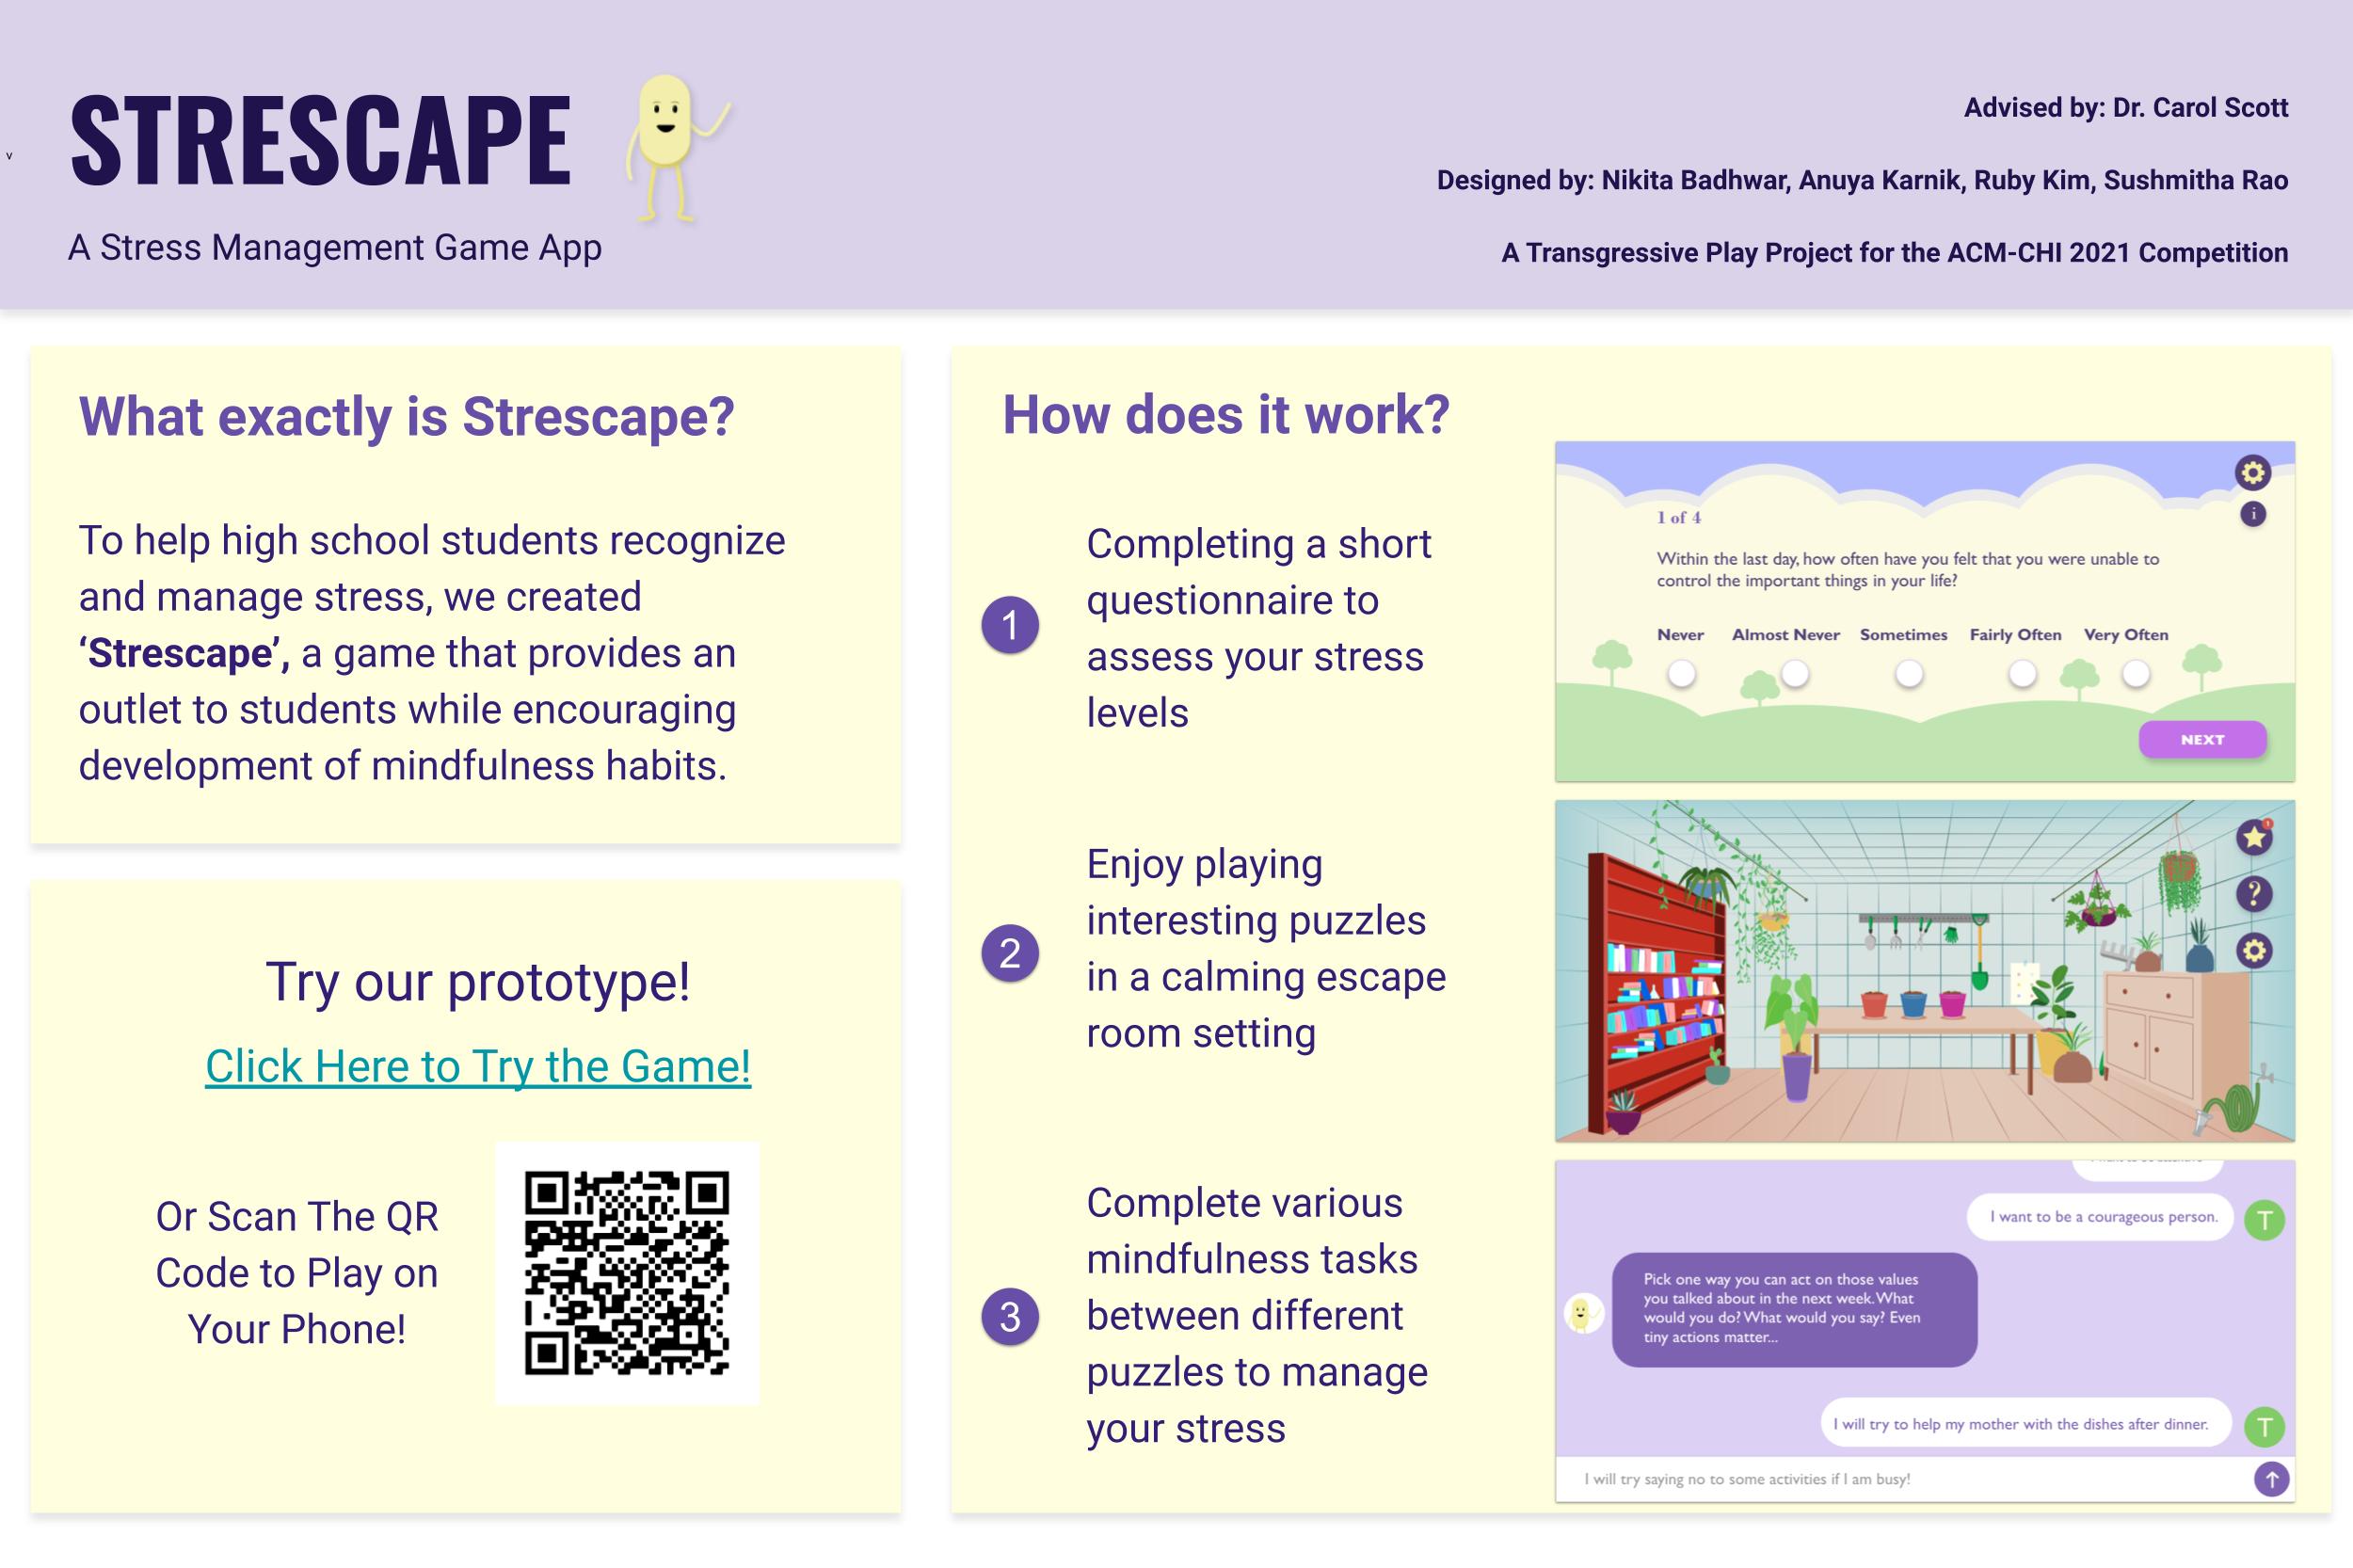 STRESCAPE
A Stress Management Game App
v
Advised by: Dr. Carol Scott
Designed by: Nikita Badhwar, Anuya Karnik, Ruby Kim, Sushmitha Rao
A Transgressive Play Project for the ACM-CHI 2021 Competition
What exactly is Strescape?
To help high school students recognize
and manage stress, we created
‘Strescape’, a game that provides an
outlet to students while encouraging
development of mindfulness habits.
Try our prototype!
Click Here to Try the Game!
Or Scan The QR
Code to Play on
Your Phone!
How does it work?
1
Completing a short
questionnaire to
assess your stress
levels
2
Enjoy playing
interesting puzzles
in a calming escape
room setting
3
Complete various
mindfulness tasks
between different
puzzles to manage
your stress
i
1 of 4
Within the last day, how often have you felt that you were unable to
control the important things in your life?
Never Almost Never Sometimes Fairly Often Very Often
NEXT
1
?
I want to be a courageous person.
T
Pick one way you can act on those values
you talked about in the next week. What
would you do? What would you say? Even
tiny actions matter...
I will try to help my mother with the dishes after dinner.
T
I will try saying no to some activities if I am busy!